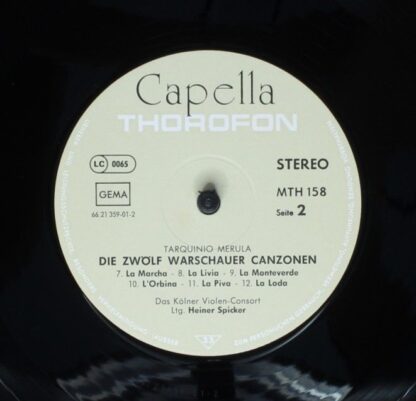 Capella
THOROFON
LC 0065
STEREO
GEMA
MTH 158
66.21 359-01-2
Seite 2
TARQUINIO MERULA
DIE ZWÖLF WARSCHAUER CANZONEN
7. La Marcha - 8. La Livia - 9. La Monteverde
10. L'Orbina - 11. La Piva - 12. La Loda
Das Kölner Violen-Consort
Ltg. Heiner Spicker
33